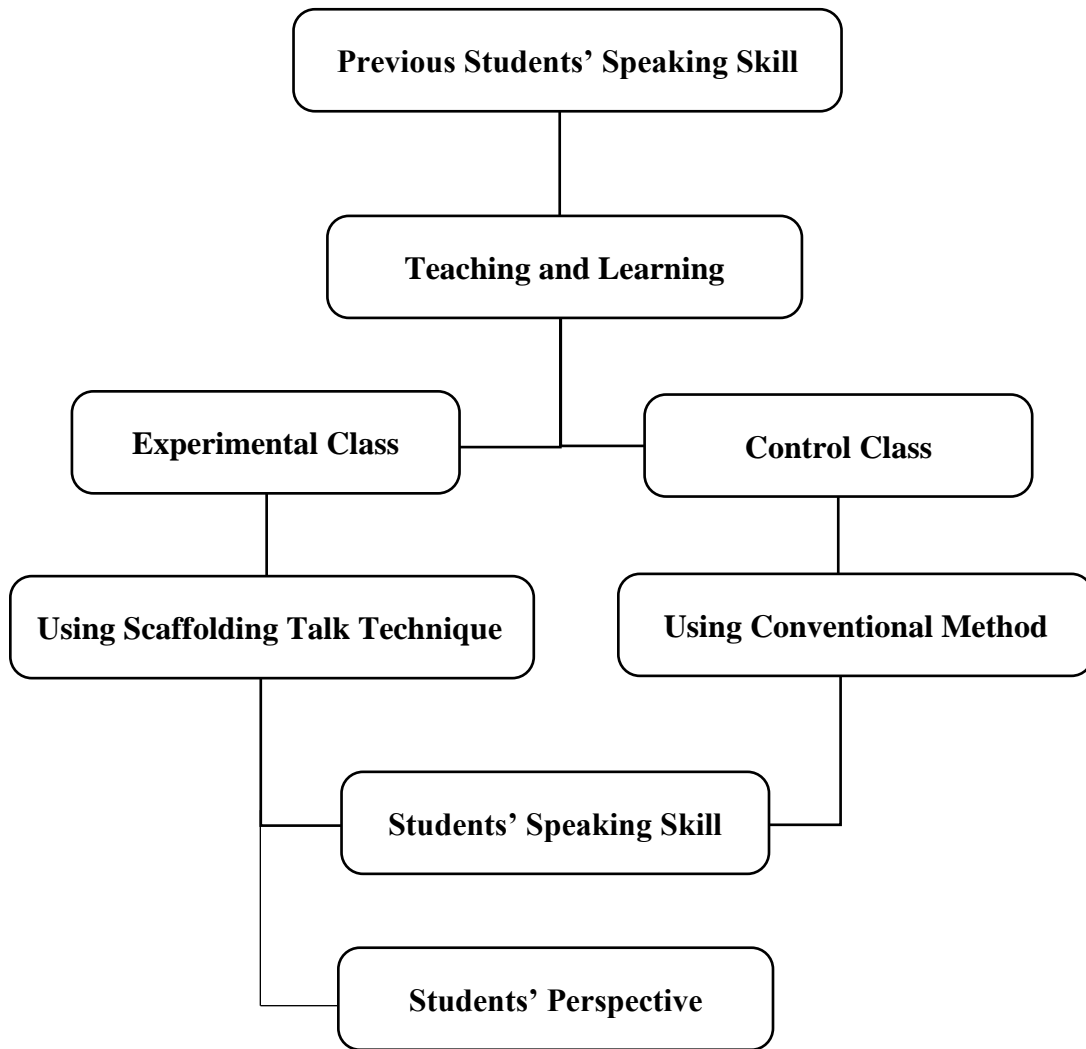 Previous Students’ Speaking Skill
Teaching and Learning
Experimental Class
Control Class
Using Scaffolding Talk Technique
Using Conventional Method
Students’ Speaking Skill
Students’ Perspective